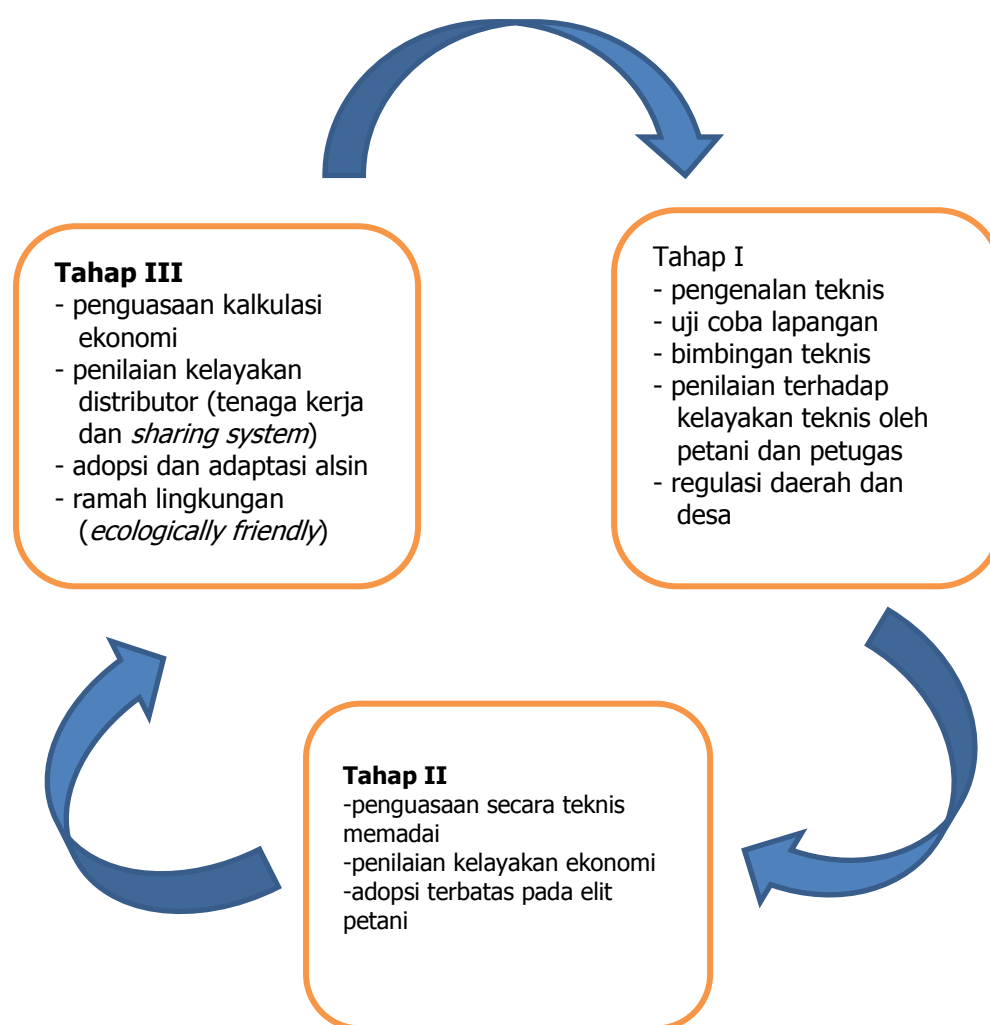 Tahap III
- penguasaan kalkulasi
ekonomi
- penilaian kelayakan
distributor (tenaga kerja
dan sharing system)
- adopsi dan adaptasi alsin
- ramah lingkungan
(ecologically friendly)
Tahap I
- pengenalan teknis
- uji coba lapangan
- bimbingan teknis
- penilaian terhadap
kelayakan teknis oleh
petani dan petugas
- regulasi daerah dan
desa
Tahap II
-penguasaan secara teknis
memadai
-penilaian kelayakan ekonomi
-adopsi terbatas pada elit
petani